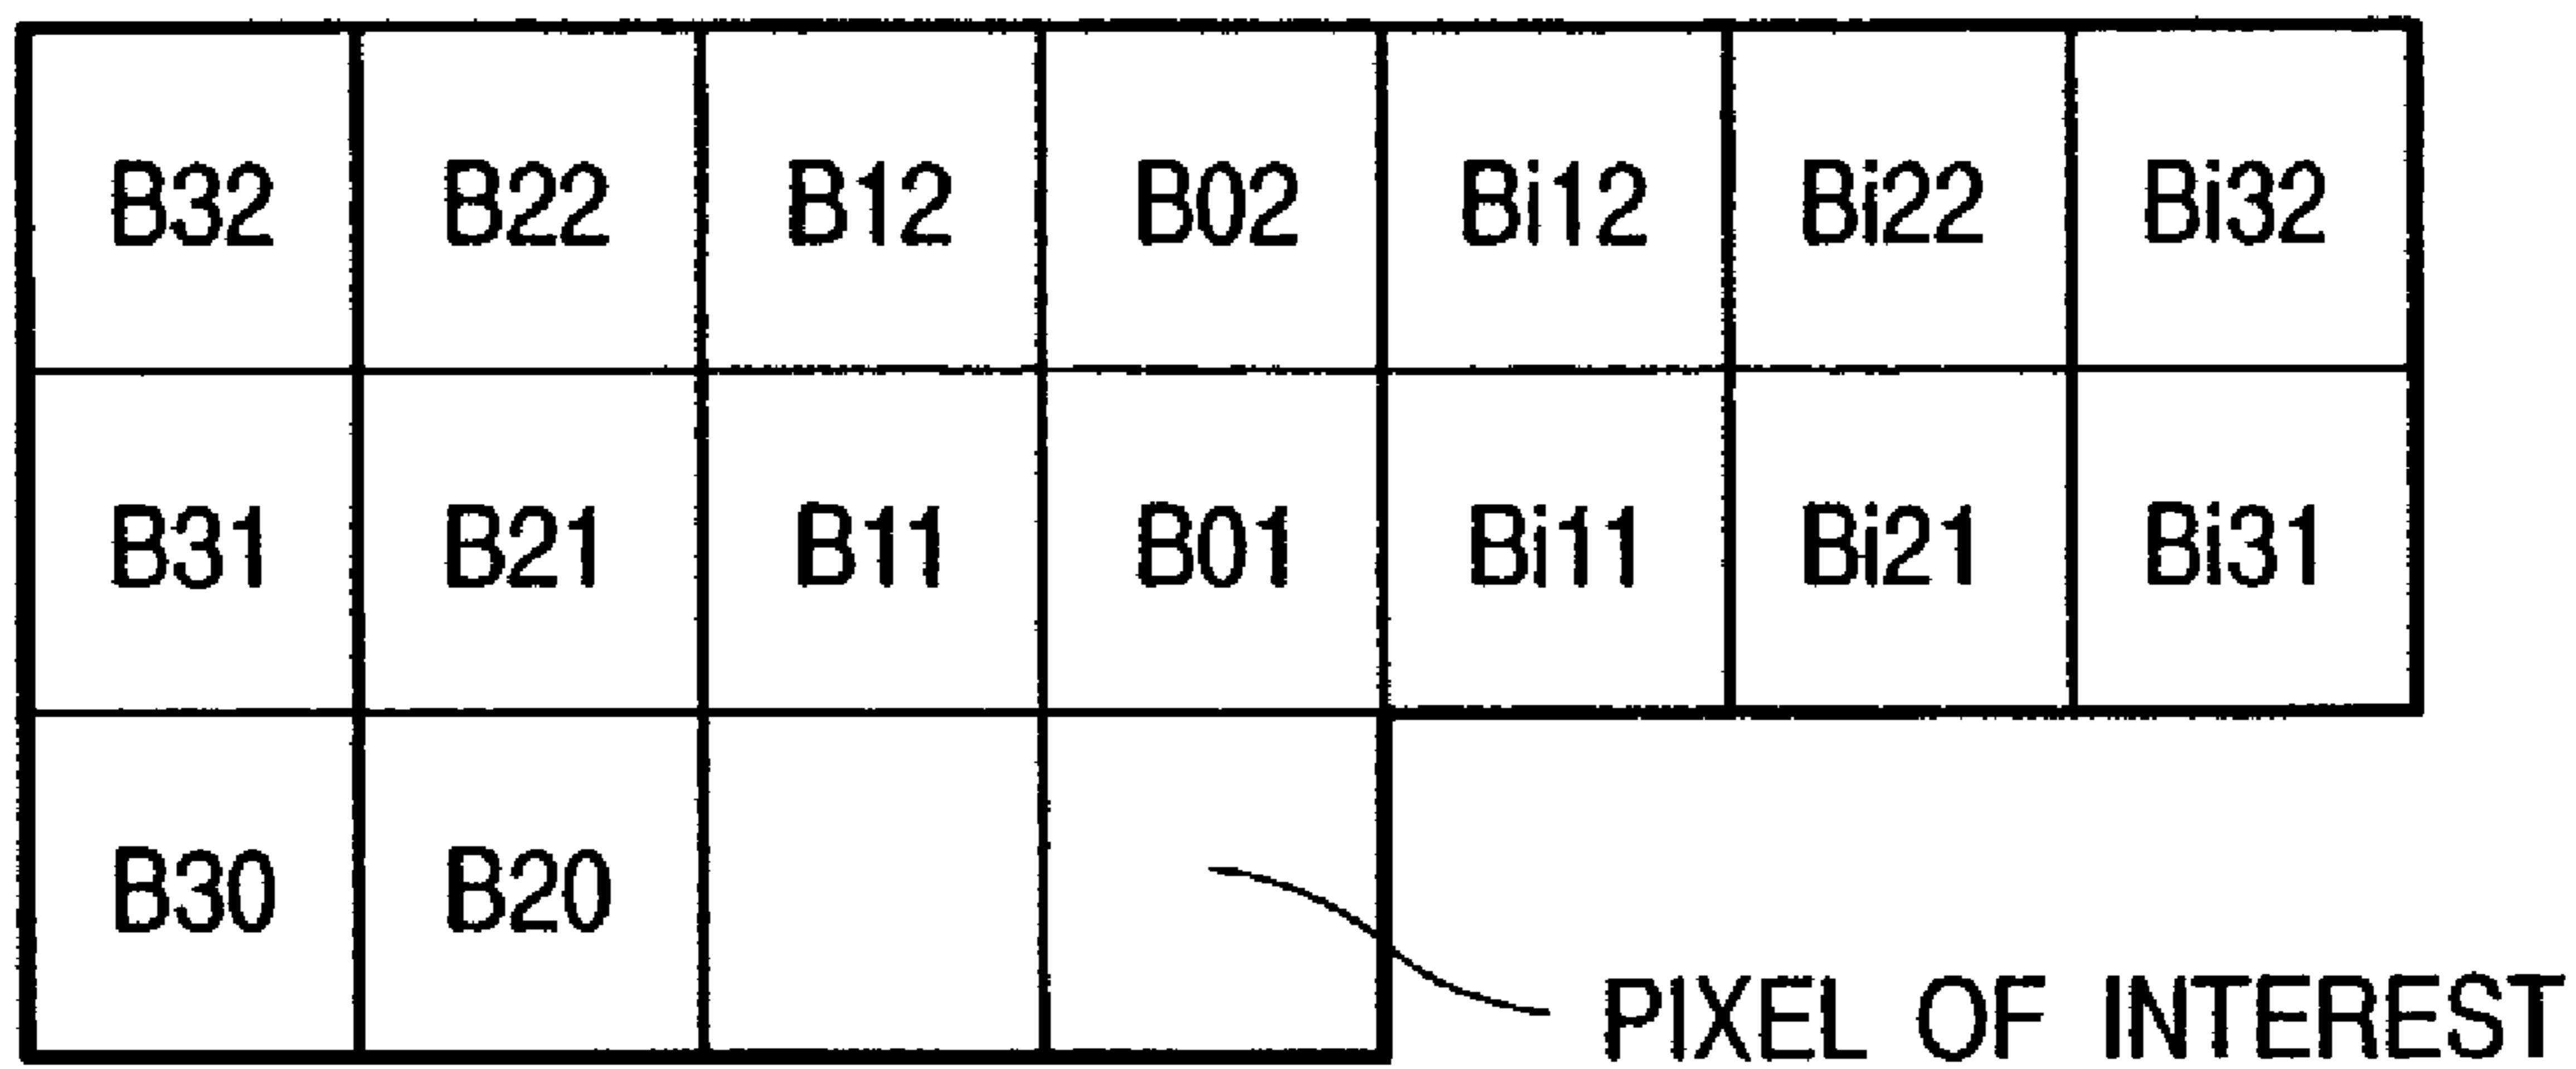 B32 B22 B12 B02 Bi12 Bi22 Bi32
B31 B21 B11 B01 Bi11 Bi21 Bi31
B30 B20
PIXEL OF INTEREST